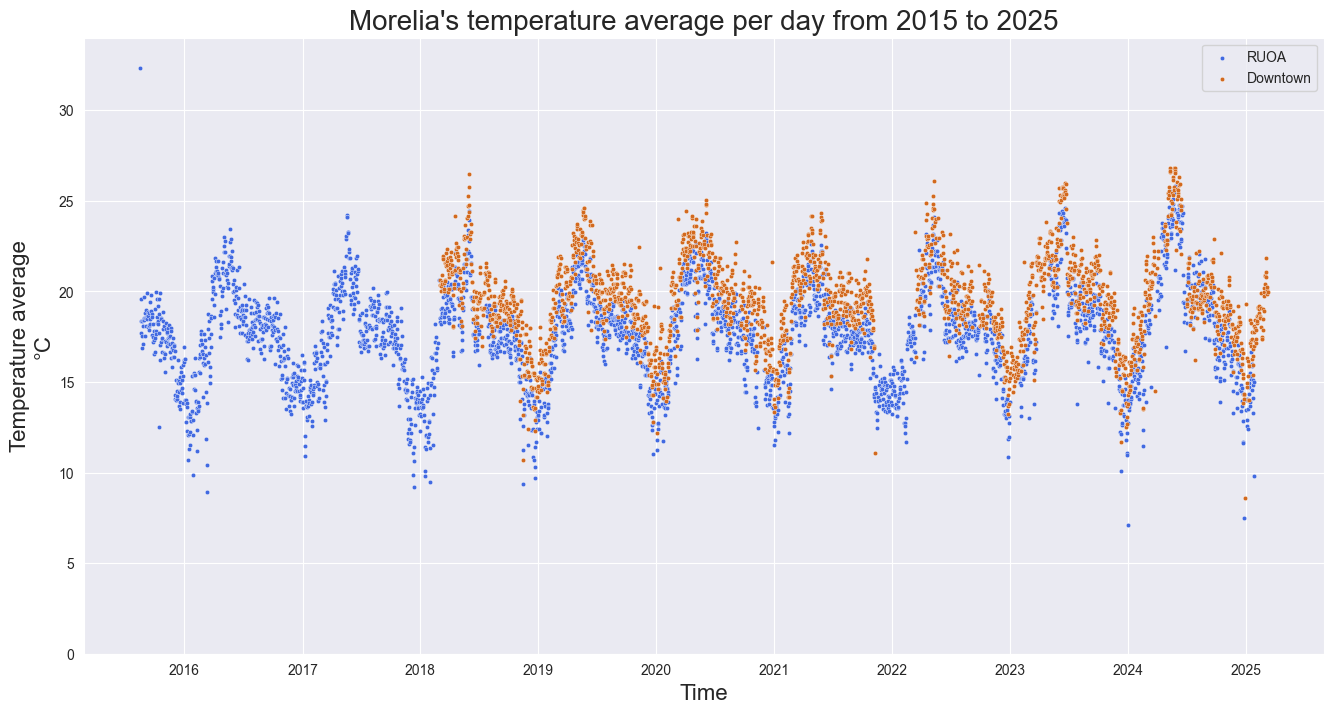 Morelia's temperature average per day from 2015 to 2025
RUOA
Downtown
Temperature average
°C
30
25
20
15
10
5
0
2016 2017 2018 2019 2020 2021 2022 2023 2024 2025
Time